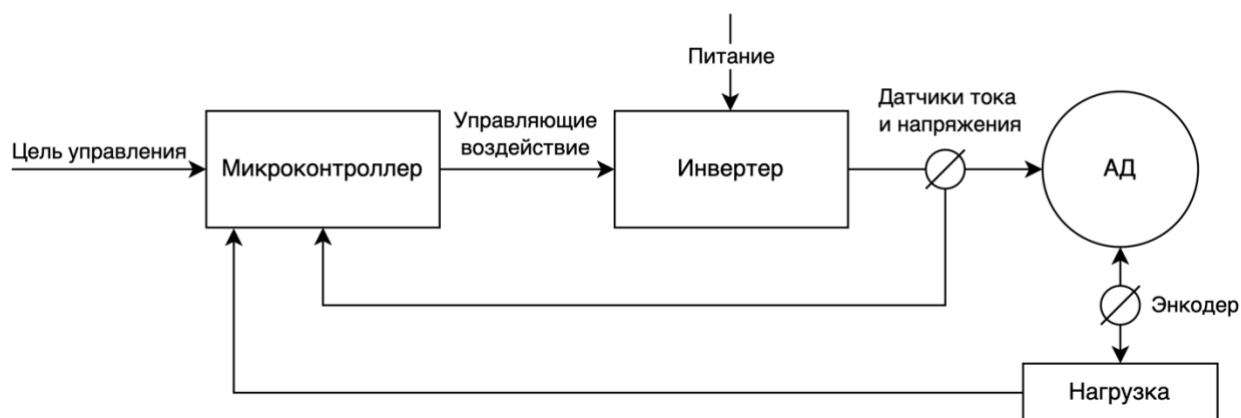 Питание
Датчики тока
и напряжения
Цель управления
Микроконтроллер
Управляющие
воздействие
Инвертер
АД
Энкодер
Нагрузка